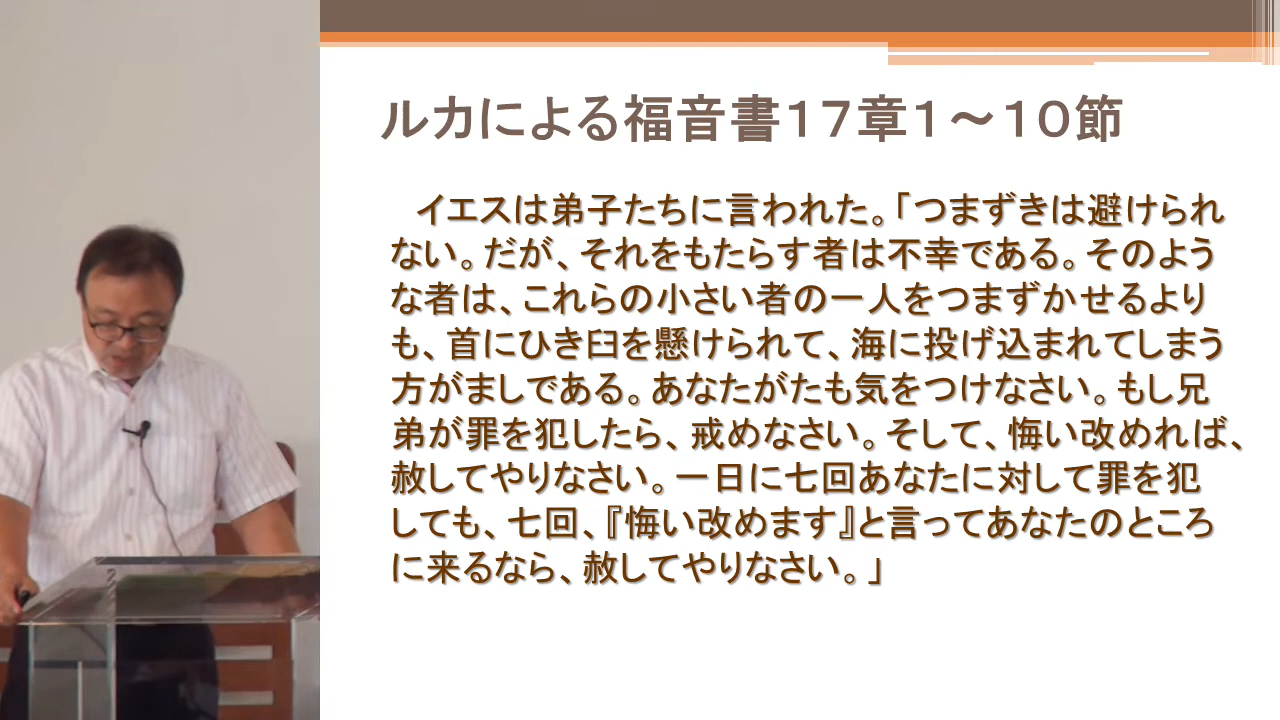 ルカによる福音書１７章１～１０節
イエスは弟子たちに言われた。「つまずきは避けられ
ない。だが、それをもたらす者は不幸である。そのよう
な者は、これらの小さい者の一人をつまずかせるより
も、首にひき臼を懸けられて、海に投げ込まれてしまう
方がましである。あなたがたも気をつけなさい。もし兄
弟が罪を犯したら、戒めなさい。そして、悔い改めれば、
赦してやりなさい。一日に七回あなたに対して罪を犯
しても、七回、『悔い改めます』と言ってあなたのところ
に来るなら、赦してやりなさい。」